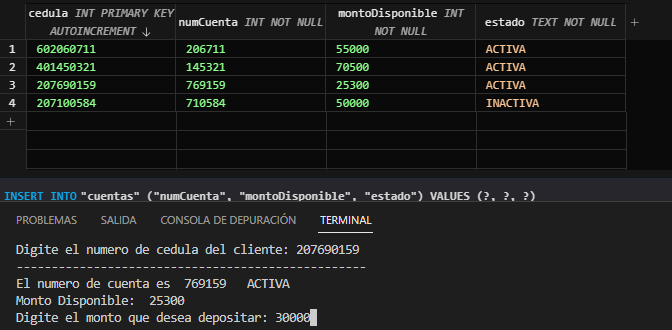 cedula INT PRIMARY KEY AUTOINCREMENT ↓ numCuenta INT NOT NULL montoDisponible INT NOT NULL estado TEXT NOT NULL +
1 602060711 206711 55000 ACTIVA
2 401450321 145321 70500 ACTIVA
3 207690159 769159 25300 ACTIVA
4 207100584 710584 50000 INACTIVA
+
INSERT INTO "cuentas" ("numCuenta", "montoDisponible", "estado") VALUES (?, ?, ?)
PROBLEMAS SALIDA CONSOLA DE DEPURACIÓN TERMINAL
Digite el numero de cedula del cliente: 207690159
--------------------------------------------------
El numero de cuenta es 769159 ACTIVA
Monto Disponible: 25300
Digite el monto que desea depositar: 30000